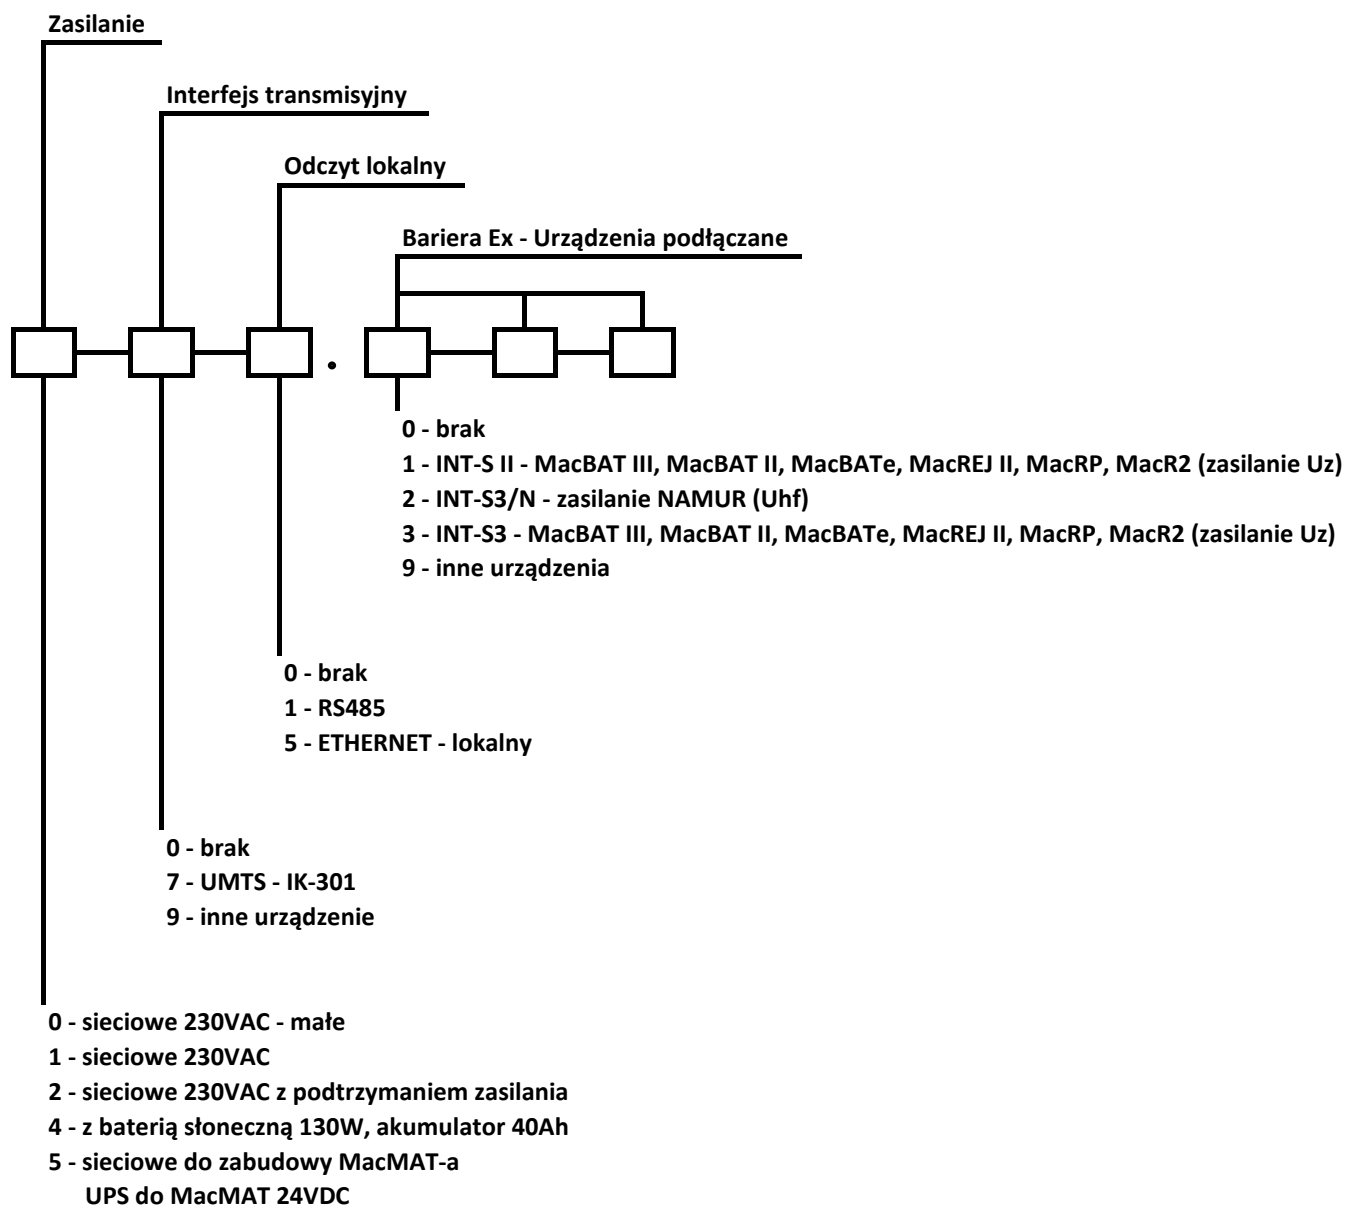 Zasilanie
Interfejs transmisyjny
Odczyt lokalny
Bariera Ex - Urządzenia podłączane
.
0 - brak
1 - INT-S II - MacBAT III, MacBAT II, MacBATe, MacREJ II, MacRP, MacR2 (zasilanie Uz)
2 - INT-S3/N - zasilanie NAMUR (Uhf)
3 - INT-S3 - MacBAT III, MacBAT II, MacBATe, MacREJ II, MacRP, MacR2 (zasilanie Uz)
9 - inne urządzenia
0 - brak
1 - RS485
5 - ETHERNET - lokalny
0 - brak
7 - UMTS - IK-301
9 - inne urządzenie
0 - sieciowe 230VAC - małe
1 - sieciowe 230VAC
2 - sieciowe 230VAC z podtrzymaniem zasilania
4 - z baterią słoneczną 130W, akumulator 40Ah
5 - sieciowe do zabudowy MacMAT-a
UPS do MacMAT 24VDC